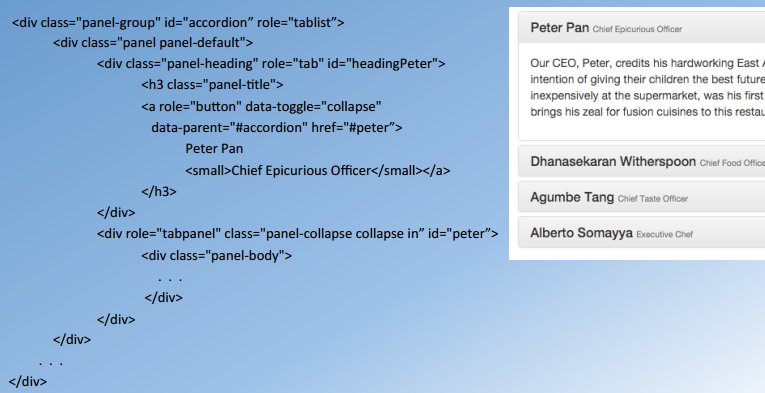 <div class="panel-group" id="accordion” role="tablist”>
<div class="panel panel-default">
<div class="panel-heading" role="tab" id="headingPeter">
<h3 class="panel-title">
<a role="button" data-toggle="collapse"
data-parent="#accordion" href="#peter”>
Peter Pan
<small>Chief Epicurious Officer</small></a>
</h3>
</div>
<div role="tabpanel" class="panel-collapse collapse in” id="peter”>
<div class="panel-body">
. . .
</div>
</div>
</div>
. . .
</div>
Peter Pan Chief Epicurious Officer
Our CEO, Peter, credits his hardworking East A
intention of giving their children the best future
inexpensively at the supermarket, was his first
brings his zeal for fusion cuisines to this restau
Dhanasekaran Witherspoon Chief Food Office
Agumbe Tang Chief Taste Officer
Alberto Somayya Executive Chef